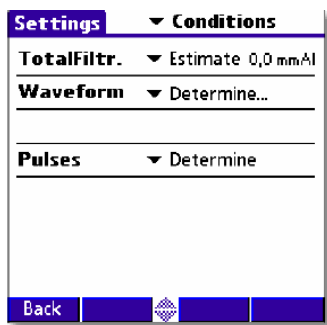 Settings Conditions
TotalFiltr. Estimate 0,0 mmAl
Waveform Determine...
Pulses Determine
Back